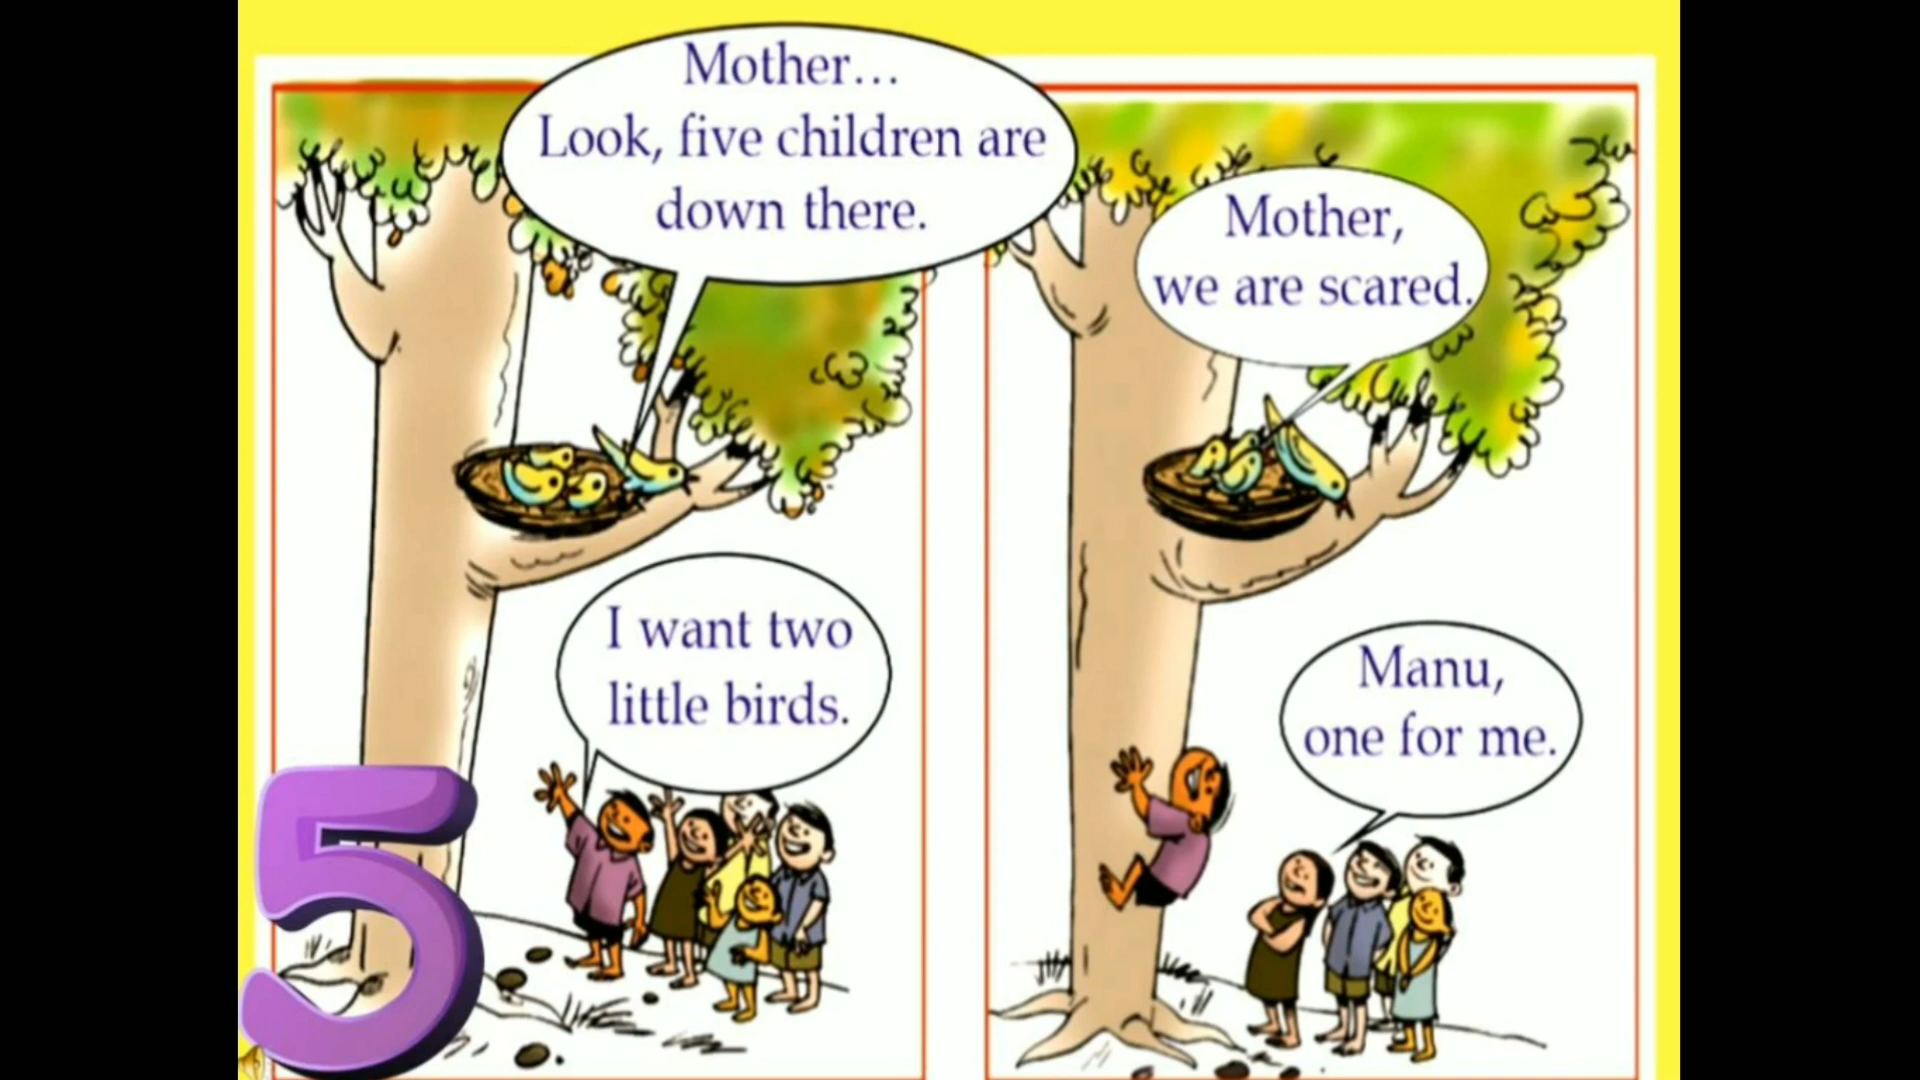 Mother...
Look, five children are
down there.
I want two
little birds.
5
Mother,
we are scared.
Manu,
one for me.